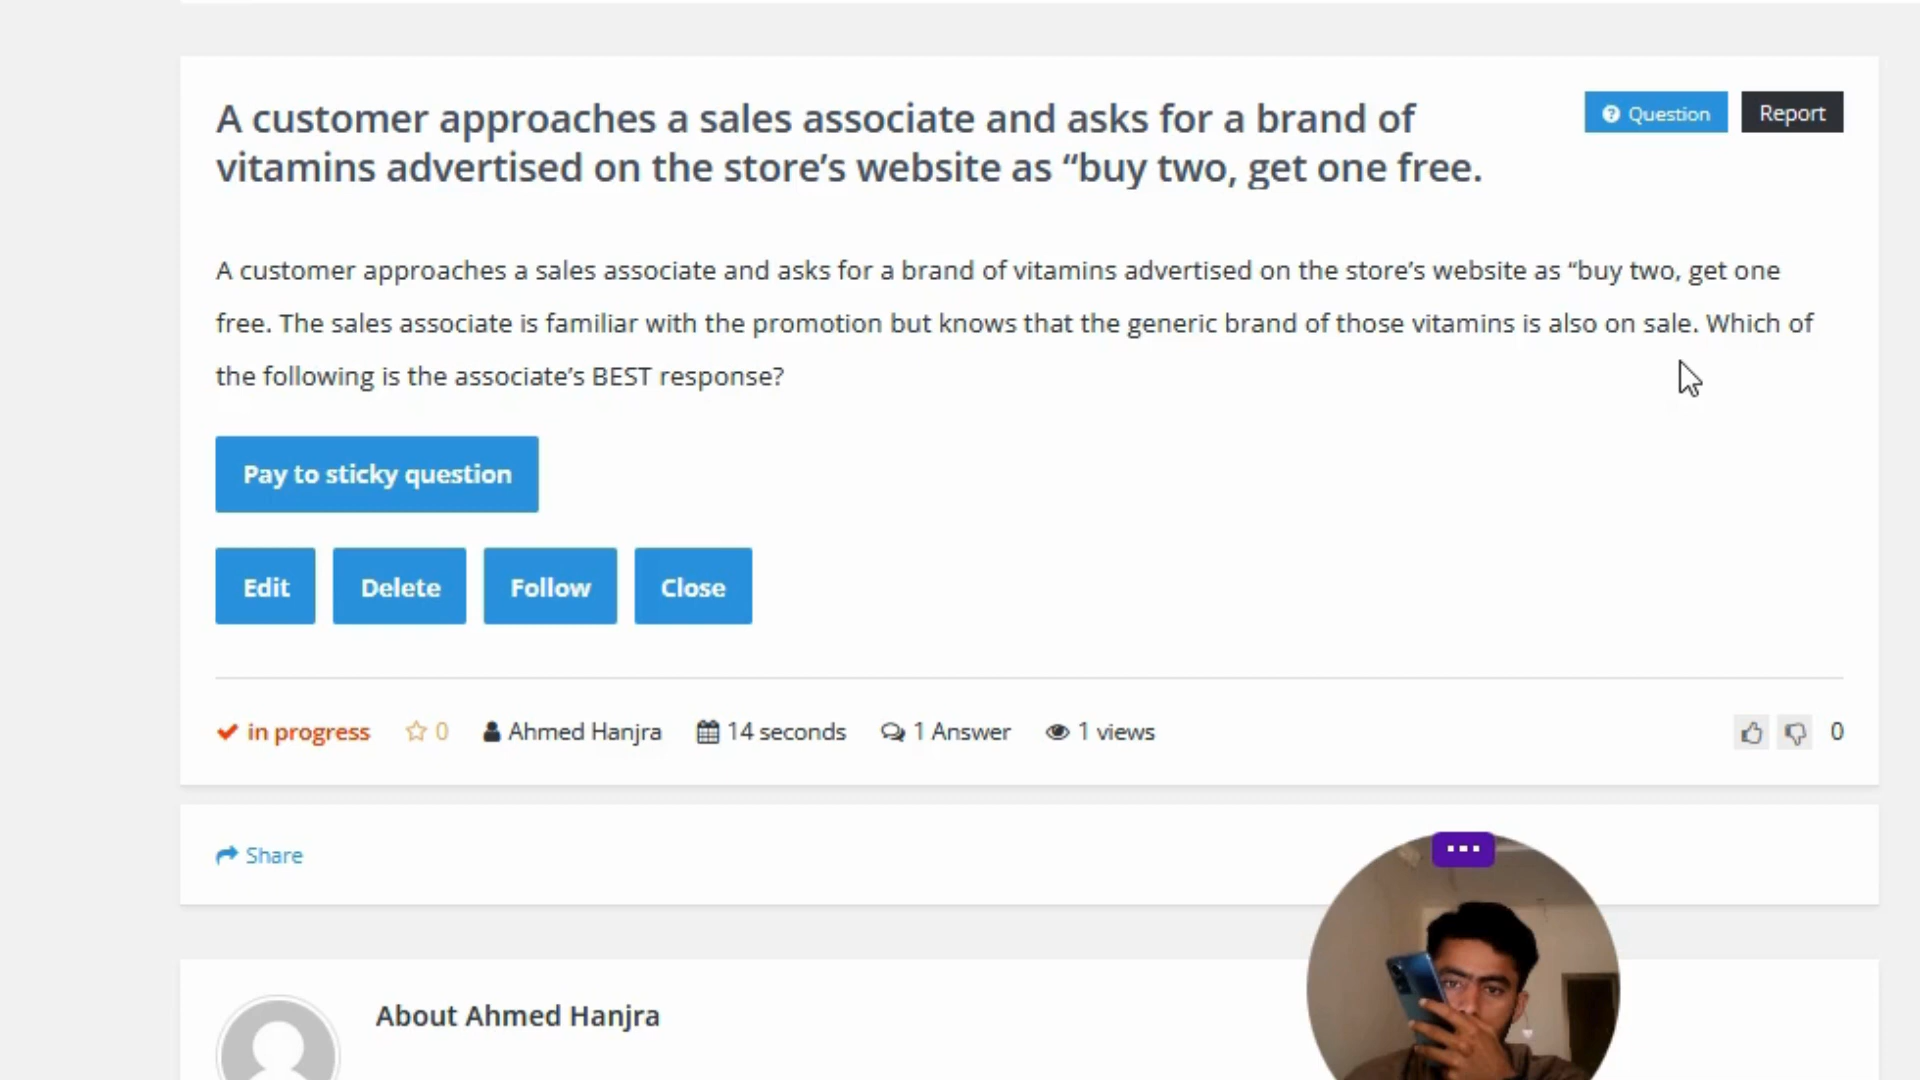 A customer approaches a sales associate and asks for a brand of
vitamins advertised on the store’s website as “buy two, get one free.
Question
Report
A customer approaches a sales associate and asks for a brand of vitamins advertised on the store’s website as “buy two, get one
free. The sales associate is familiar with the promotion but knows that the generic brand of those vitamins is also on sale. Which of
the following is the associate’s BEST response?
Pay to sticky question
Edit
Delete
Follow
Close
in progress
0
Ahmed Hanjra
14 seconds
1 Answer
1 views
0
Share
About Ahmed Hanjra